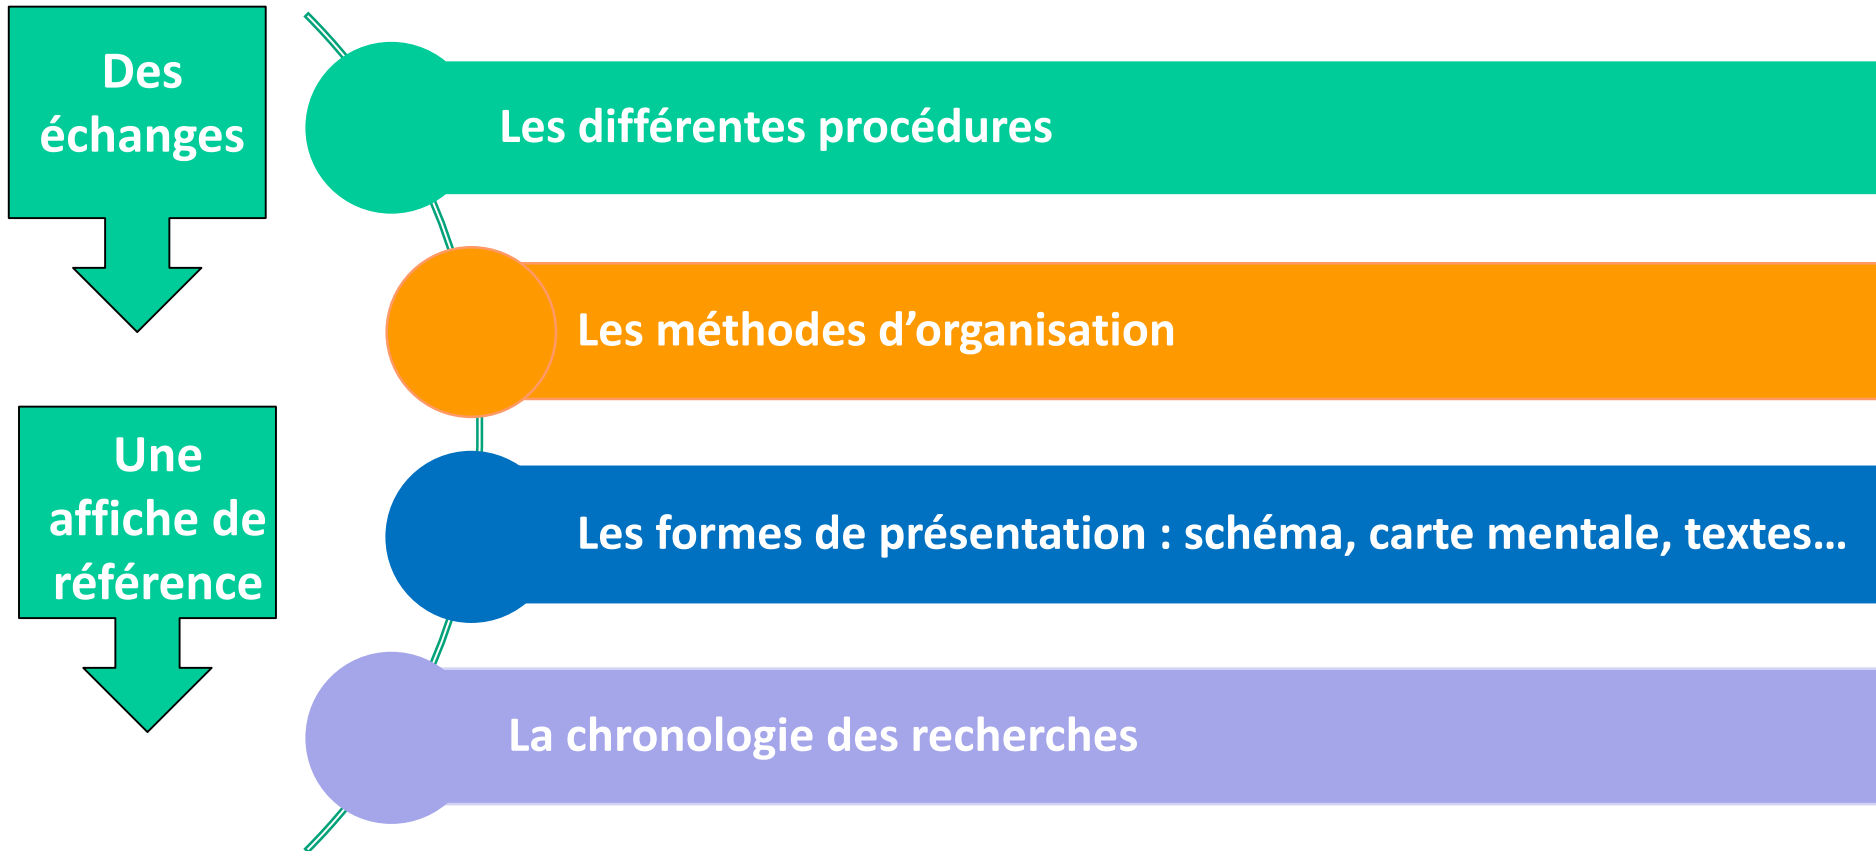 Des
échanges
Les différentes procédures
Les méthodes d’organisation
Une
affiche de
référence
Les formes de présentation : schéma, carte mentale, textes…
La chronologie des recherches